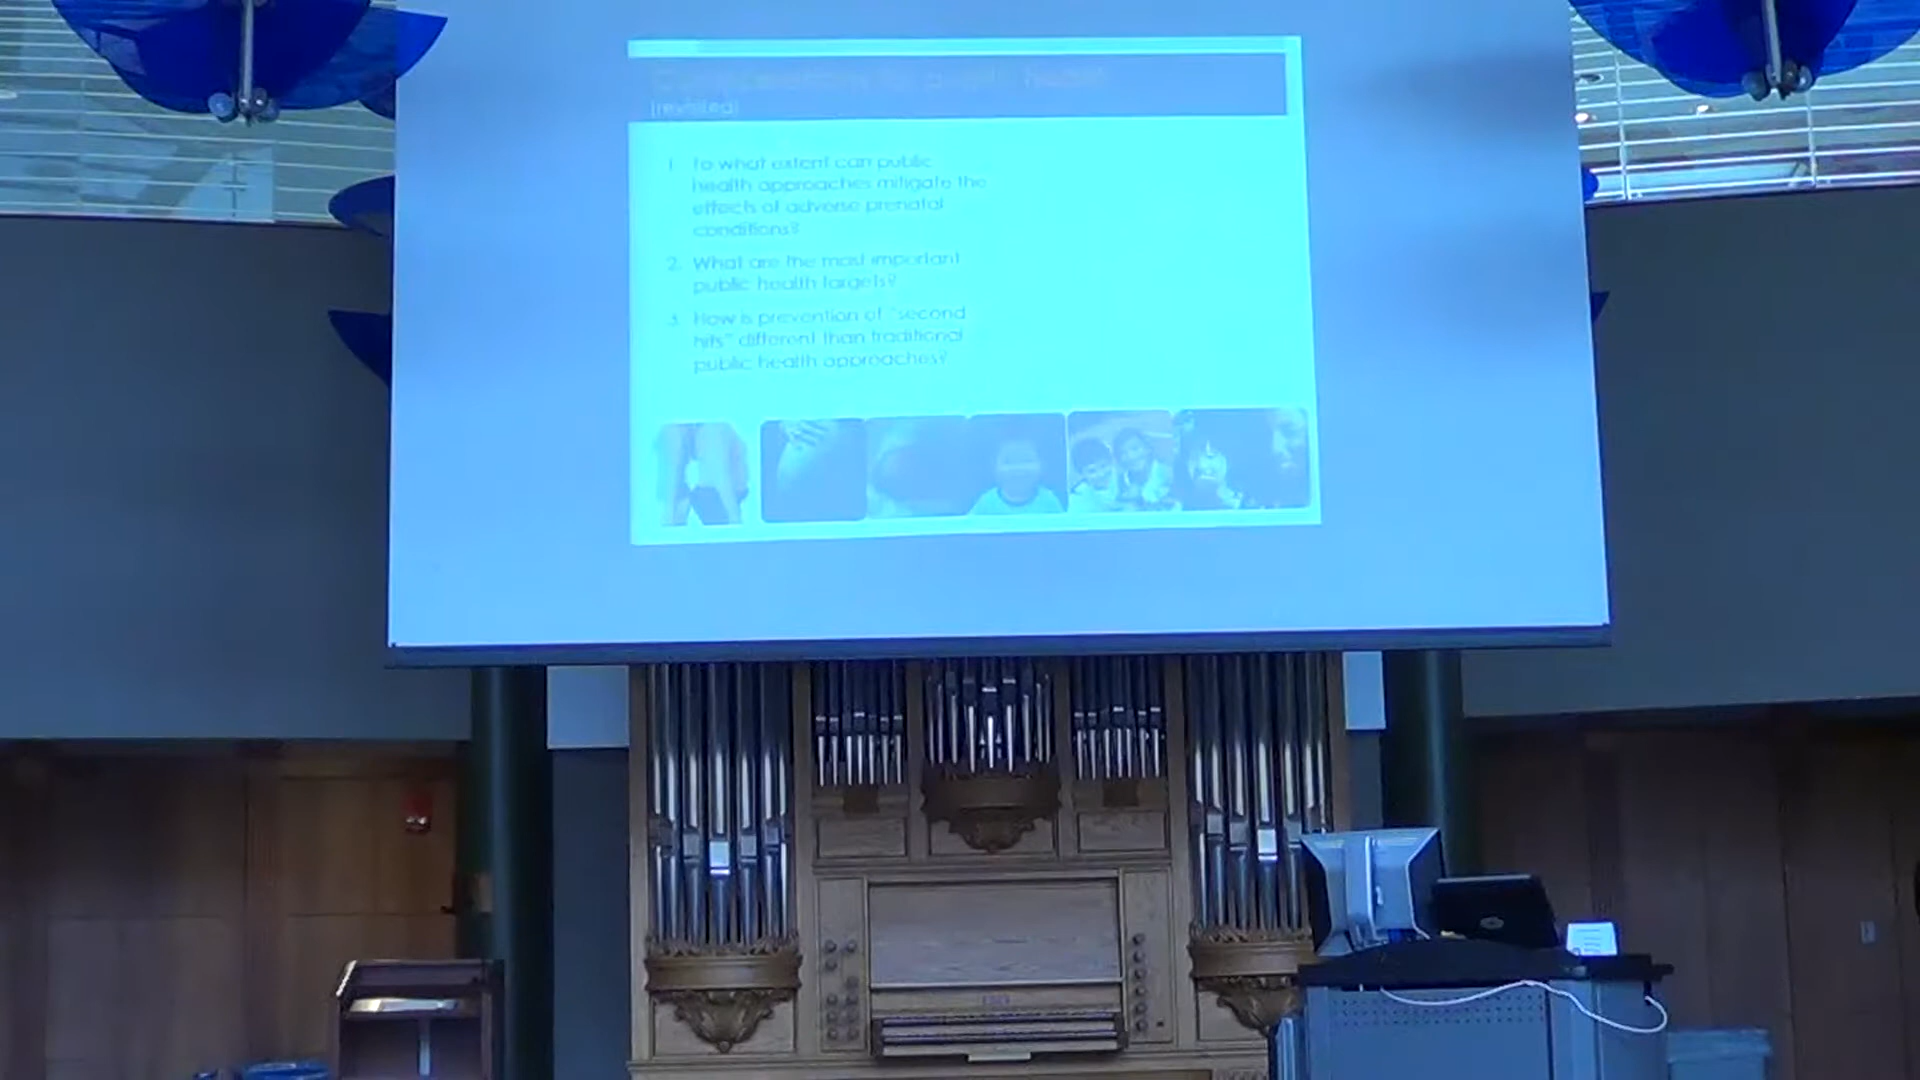 (revisited)
1. To what extent can public
health approaches mitigate the
effects of adverse prenatal
conditions?
2. What are the most important
public health targets?
3. How is prevention of "second
hits" different than traditional
public health approaches?